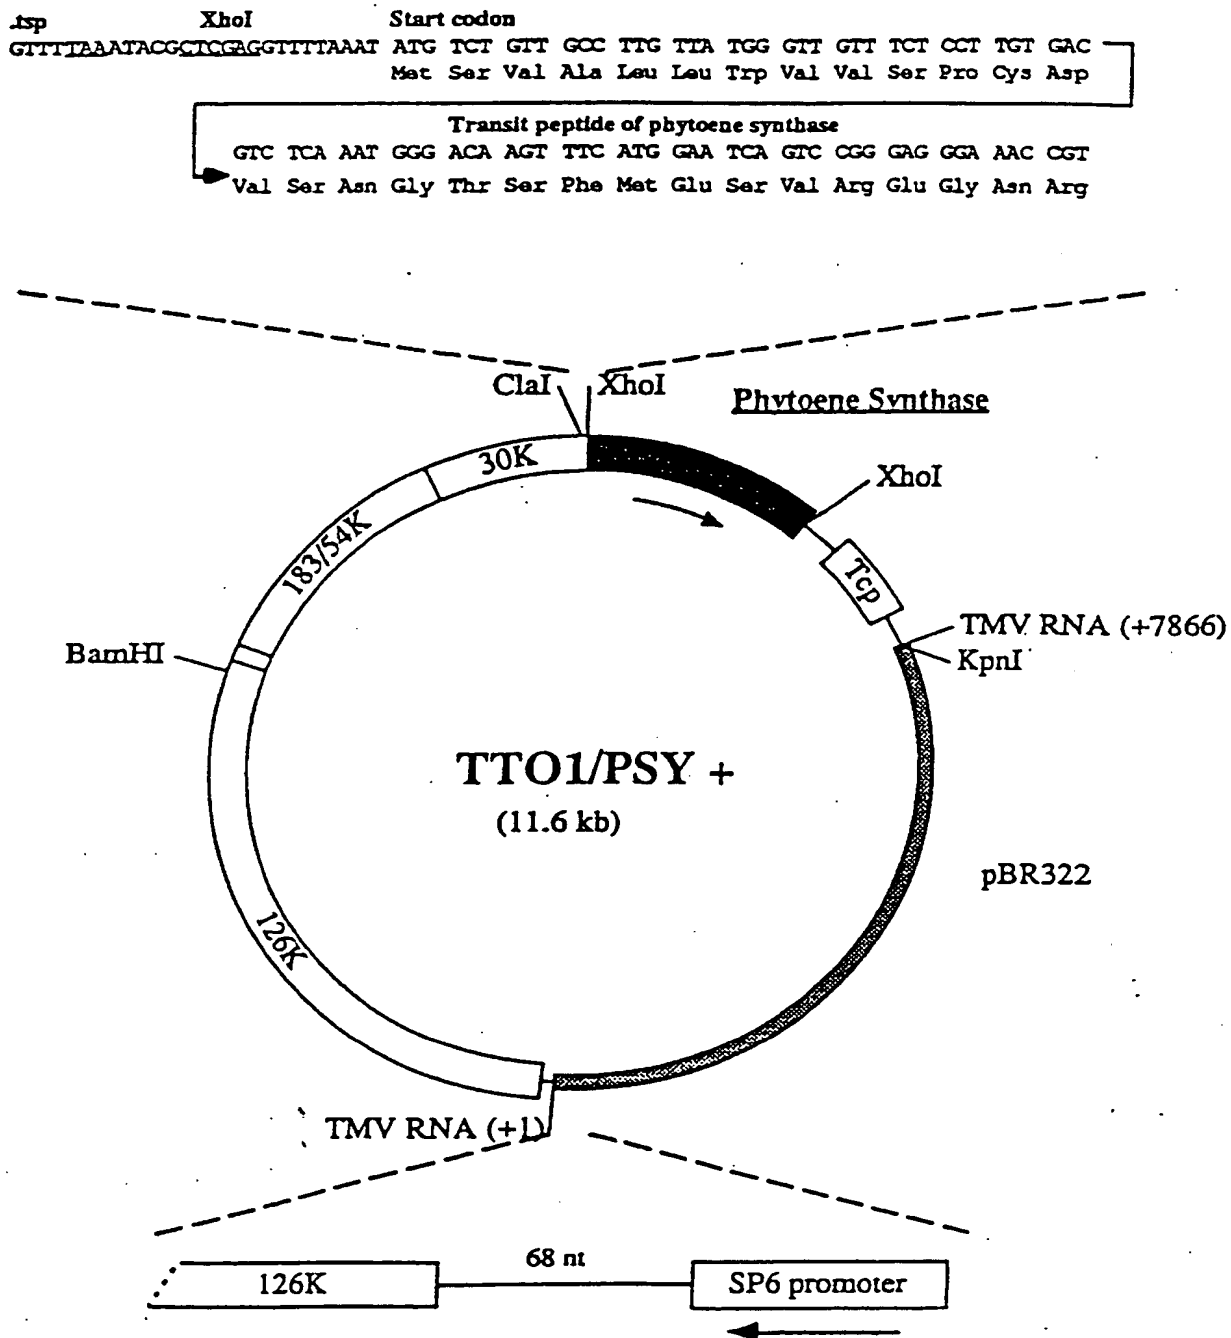 .tsp XhoI Start codon
GTTTTAAATACGCTCGAGGTTTTAAAT ATG TCT GTT GCC TTG TTA TGG GTT GTT TCT CCT TGT GAC
Met Ser Val Ala Leu Leu Trp Val Val Ser Pro Cys Asp
Transit peptide of phytoene synthase
GTC TCA AAT GGG ACA AGT TTC ATG GAA TCA GTC CGG GAG GGA AAC CGT
Val Ser Asn Gly Thr Ser Phe Met Glu Ser Val Arg Glu Gly Asn Arg
ClaI XhoI
Phytoene Synthase
30K
XhoI
183/54K
Tcp
TMV RNA (+7866)
BamHI
KpnI
TTO1/PSY +
(11.6 kb)
pBR322
126K
TMV RNA (+1)
68 nt
126K
SP6 promoter